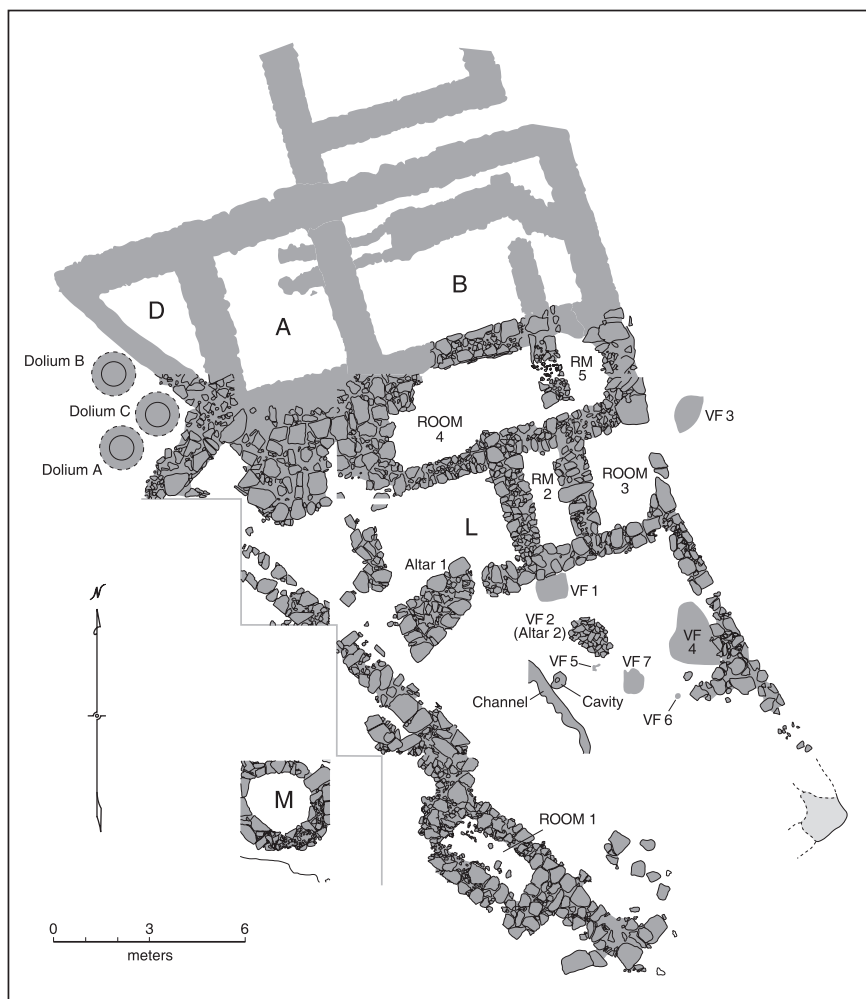 D
A
B
Dolium B
Dolium C
Dolium A
RM
5
ROOM
4
VF 3
RM
2
ROOM
3
L
Altar 1
VF 1
VF 2
(Altar 2)
VF
4
VF 5
VF 7
Channel
Cavity
VF 6
N
M
ROOM 1
0 3 6
meters